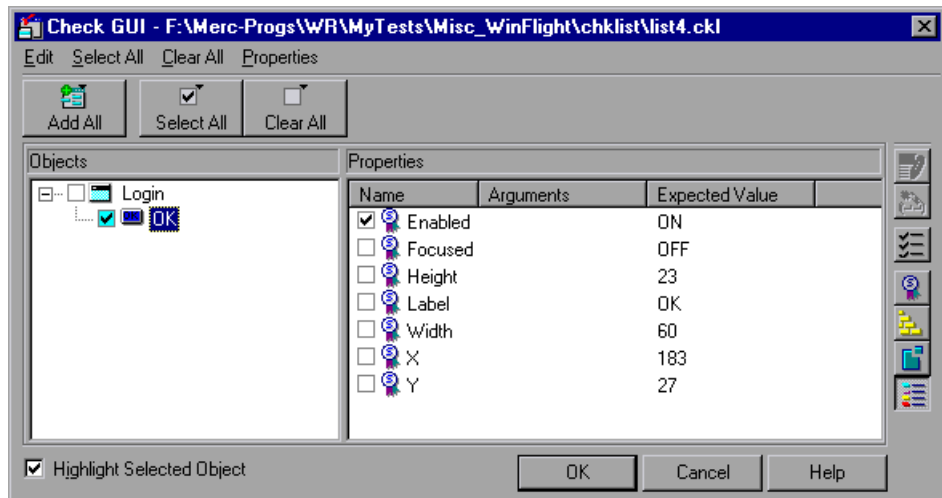 Check GUI - F:\Merc-Progs\WR\MyTests\Misc_WinFlight\chklist\list4.ckl
Edit Select All Clear All Properties
Add All Select All Clear All
Objects Properties
Login
OK
Name Arguments Expected Value
Enabled ON
Focused OFF
Height 23
Label OK
Width 60
X 183
Y 27
Highlight Selected Object OK Cancel Help